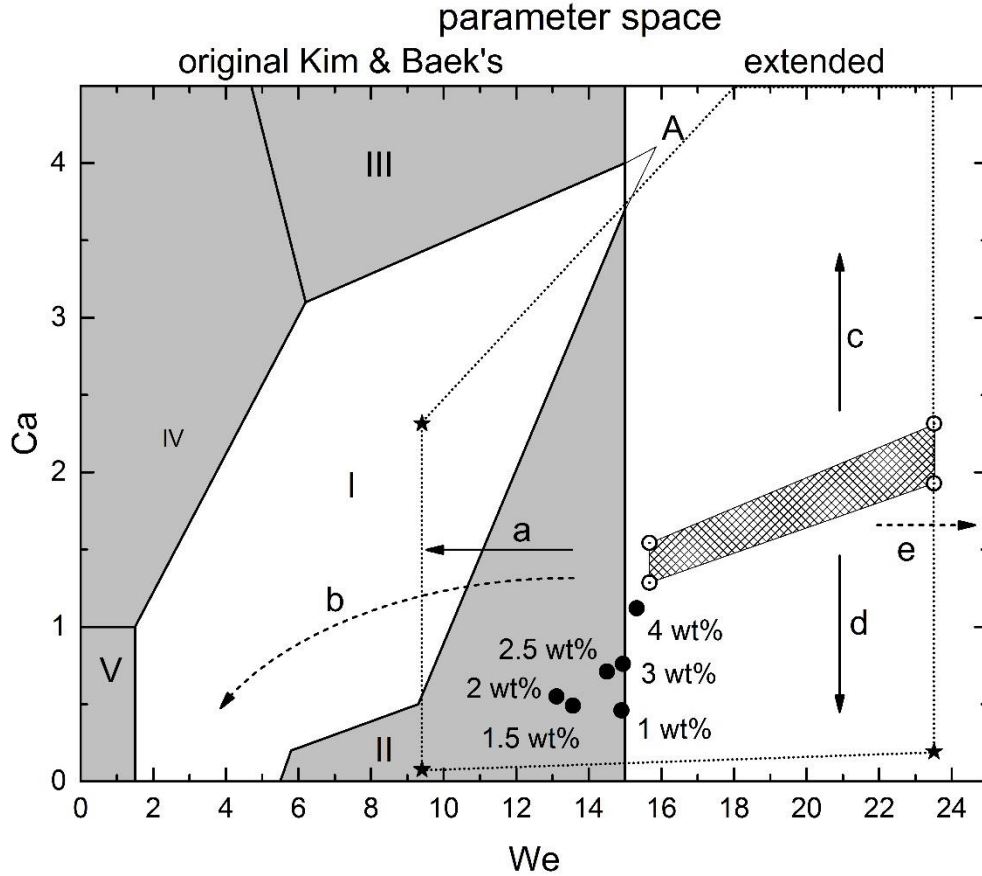 parameter space
original Kim & Baek's extended
A
III
4
c
3
IV
Ca
2
I
a
e
b
d
1
4 wt%
2.5 wt%
V
3 wt%
2 wt%
1.5 wt%
1 wt%
II
0
0 2 4 6 8 10 12 14 16 18 20 22 24
We